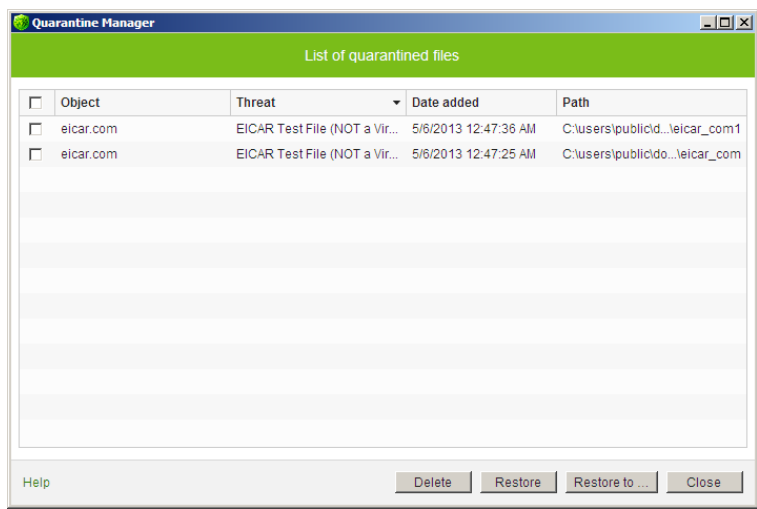 Quarantine Manager
List of quarantined files
Object Threat Date added Path
eicar.com EICAR Test File (NOT a Vir... 5/6/2013 12:47:36 AM C:\users\public\d...\eicar_com1
eicar.com EICAR Test File (NOT a Vir... 5/6/2013 12:47:25 AM C:\users\public\do...\eicar_com
Help Delete Restore Restore to ... Close